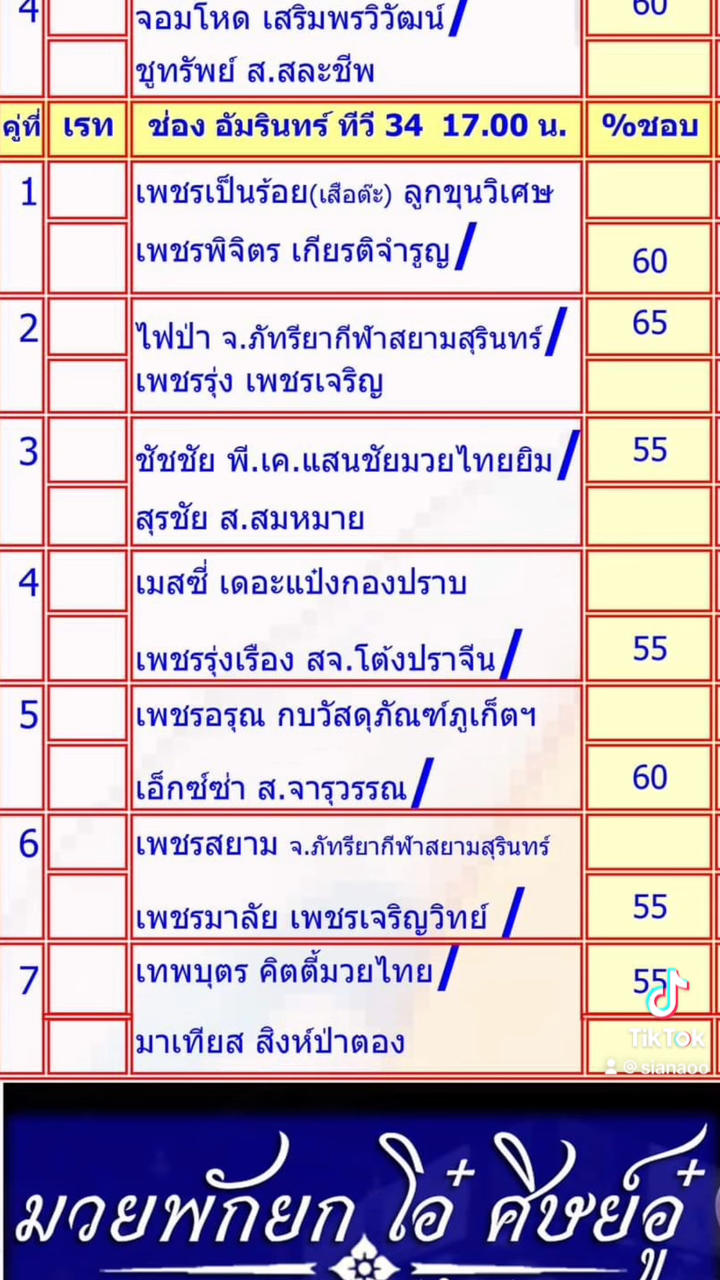 4
จอมโหด เสริมพรวิวัฒน์/ 60
ชูทรัพย์ ส.สละชีพ
คู่ที่ เรท ช่อง อัมรินทร์ ทีวี 34 17.00 น. %ชอบ
1 เพชรเป็นร้อย(เสือต๊ะ) ลูกขุนวิเศษ
เพชรพิจิตร เกียรติจำรูญ/ 60
2 ไฟป่า จ.ภัทรียากีฬาสยามสุรินทร์/ 65
เพชรรุ่ง เพชรเจริญ
3 ชัชชัย พี.เค.แสนชัยมวยไทยยิม/ 55
สุรชัย ส.สมหมาย
4 เมสซี่ เดอะแป๋งกองปราบ
เพชรรุ่งเรือง สจ.โต้งปราจีน/ 55
5 เพชรอรุณ กบวัสดุภัณฑ์ภูเก็ตฯ
เอ็กซ์ซ่า ส.จารุวรรณ/ 60
6 เพชรสยาม จ.ภัทรียากีฬาสยามสุรินทร์
เพชรมาลัย เพชรเจริญวิทย์ / 55
7 เทพบุตร คิตตี้มวยไทย/ 55
มาเทียส สิงห์ป่าตอง
TikTok
@sianaoo
มวยพักยก โอ๋ ศิษย์อู๋